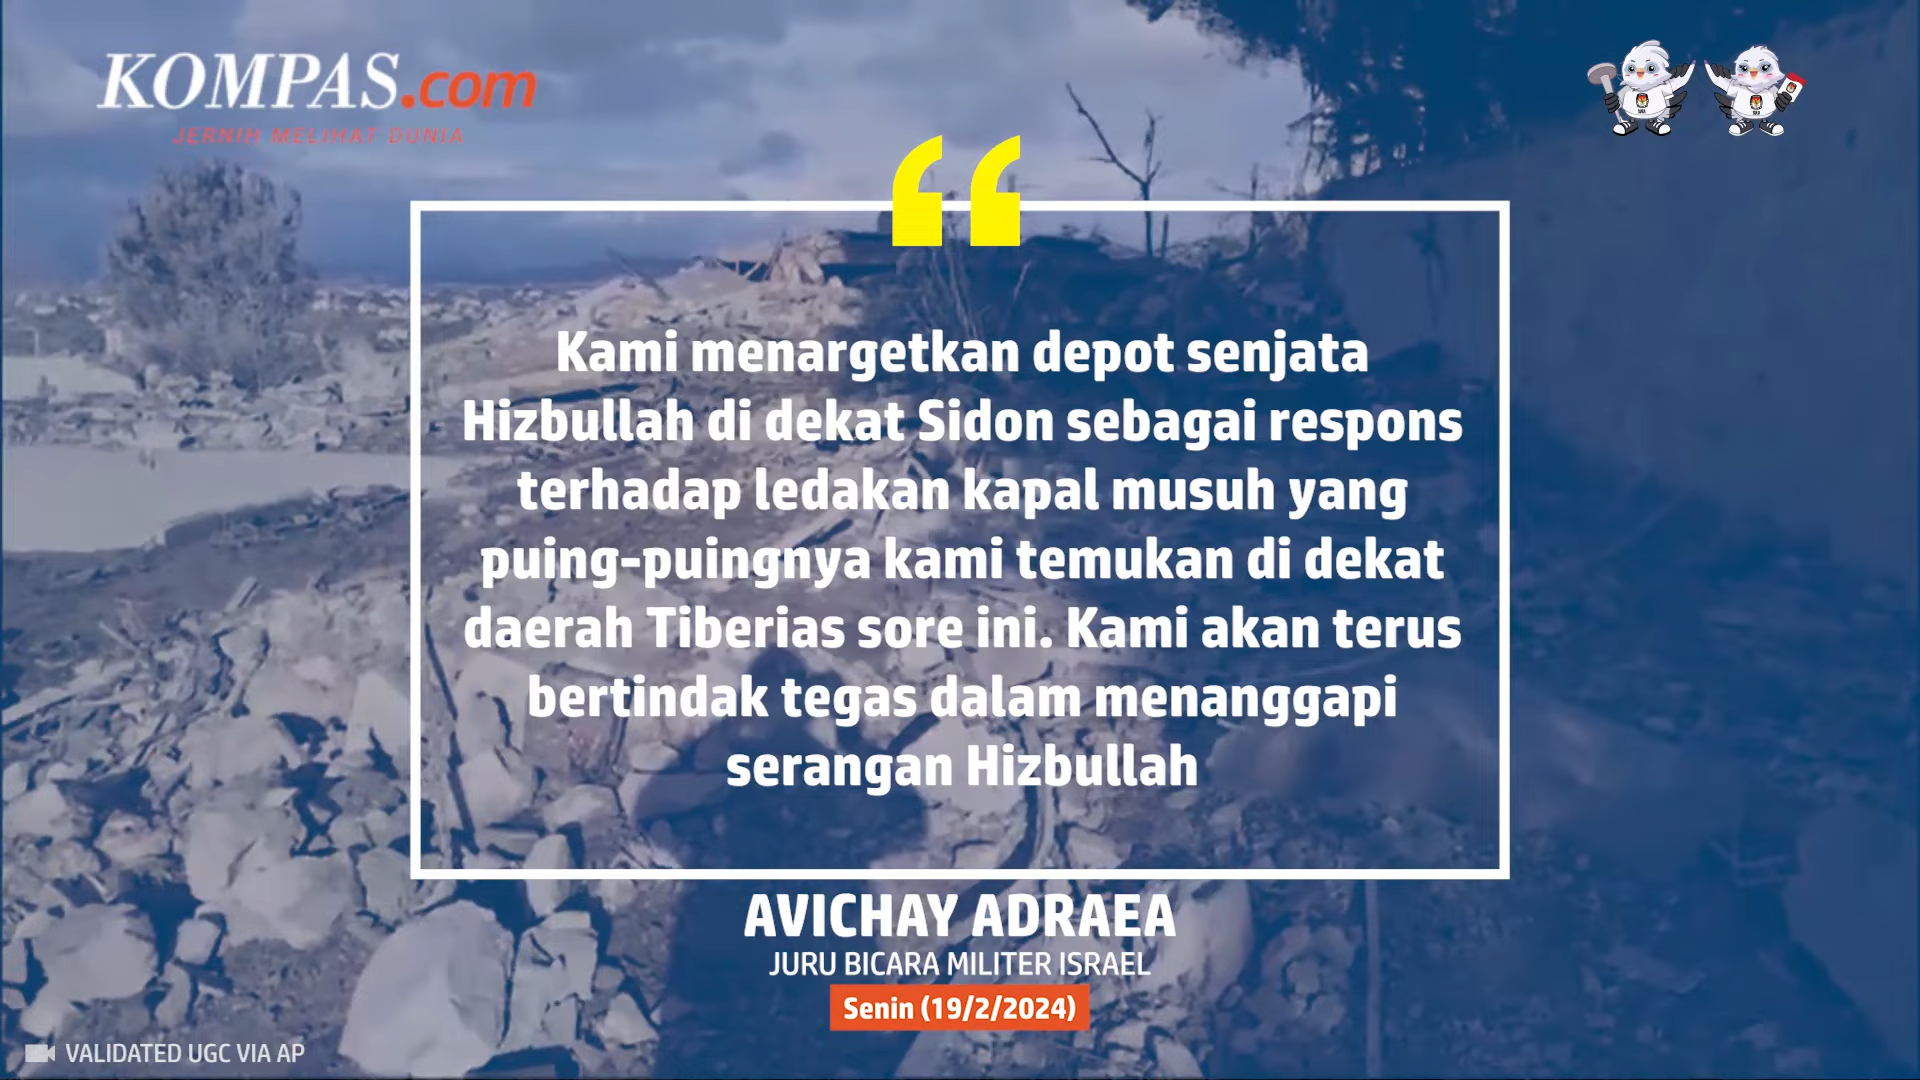 KOMPAS.com
JERNIH MELIHAT DUNIA
Kami menargetkan depot senjata
Hizbullah di dekat Sidon sebagai respons
terhadap ledakan kapal musuh yang
puing-puingnya kami temukan di dekat
daerah Tiberias sore ini. Kami akan terus
bertindak tegas dalam menanggapi
serangan Hizbullah
AVICHAY ADRAEA
JURU BICARA MILITER ISRAEL
Senin (19/2/2024)
VALIDATED UGC VIA AP